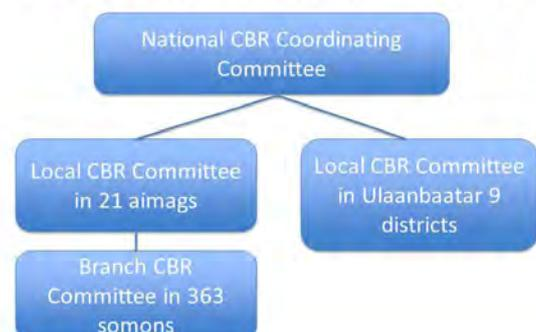 National CBR Coordinating
Committee
Local CBR Committee
in 21 aimags
Local CBR Committee
in Ulaanbaatar 9
districts
Branch CBR
Committee in 363
somons